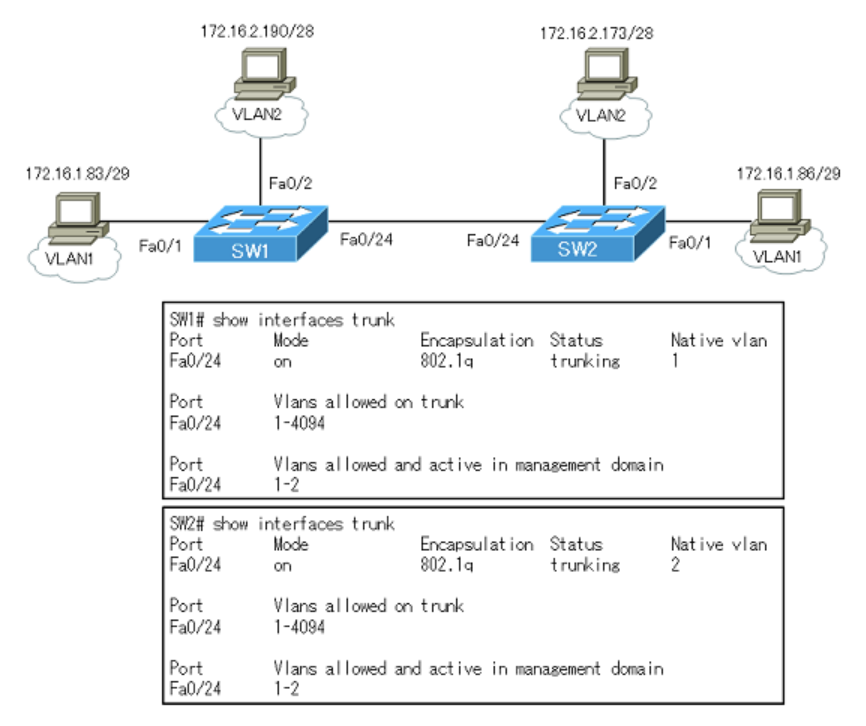 172.16.2.190/28
172.16.2.173/28
VLAN2
VLAN2
172.16.1.83/29
Fa0/2
Fa0/2
172.16.1.86/29
VLAN1
Fa0/1
SW1
Fa0/24
Fa0/24
SW2
Fa0/1
VLAN1
SW1# show interfaces trunk
Port Mode Encapsulation Status Native vlan
Fa0/24 on 802.1q trunking 1
Port Vlans allowed on trunk
Fa0/24 1-4094
Port Vlans allowed and active in management domain
Fa0/24 1-2
SW2# show interfaces trunk
Port Mode Encapsulation Status Native vlan
Fa0/24 on 802.1q trunking 2
Port Vlans allowed on trunk
Fa0/24 1-4094
Port Vlans allowed and active in management domain
Fa0/24 1-2